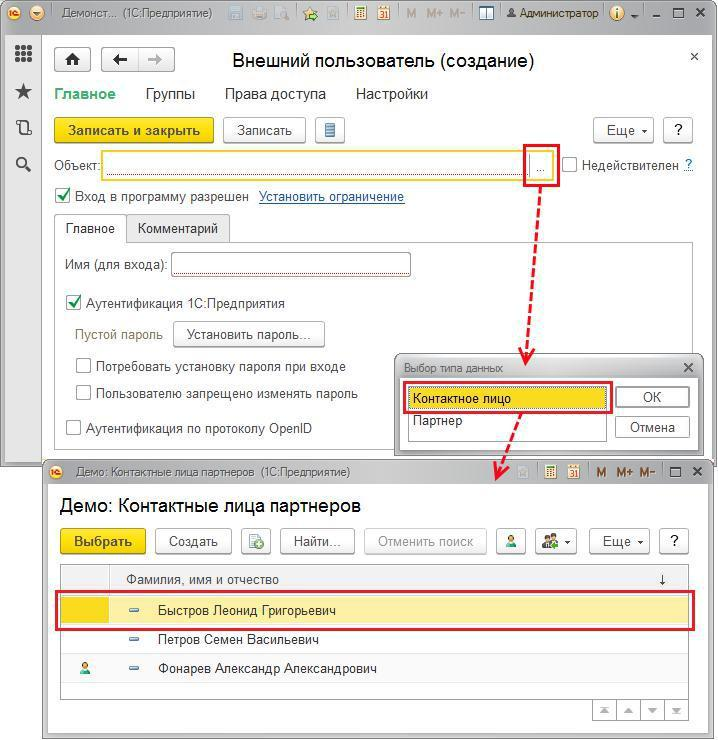 Демонст... (1С:Предприятие) M M+ M- Администратор
Внешний пользователь (создание)
Главное Группы Права доступа Настройки
Записать и закрыть Записать Еще ?
Объект: ... Недействителен ?
Вход в программу разрешен Установить ограничение
Главное Комментарий
Имя (для входа):
Аутентификация 1С:Предприятия
Пустой пароль Установить пароль...
Потребовать установку пароля при входе
Пользователю запрещено изменять пароль
Аутентификация по протоколу OpenID
Выбор типа данных
Контактное лицо ОК
Партнер Отмена
Демо: Контактные лица партнеров (1С:Предприятие) M M+ M-
Демо: Контактные лица партнеров
Выбрать Создать Найти... Отменить поиск Еще ?
Фамилия, имя и отчество ↓
Быстров Леонид Григорьевич
Петров Семен Васильевич
Фонарев Александр Александрович